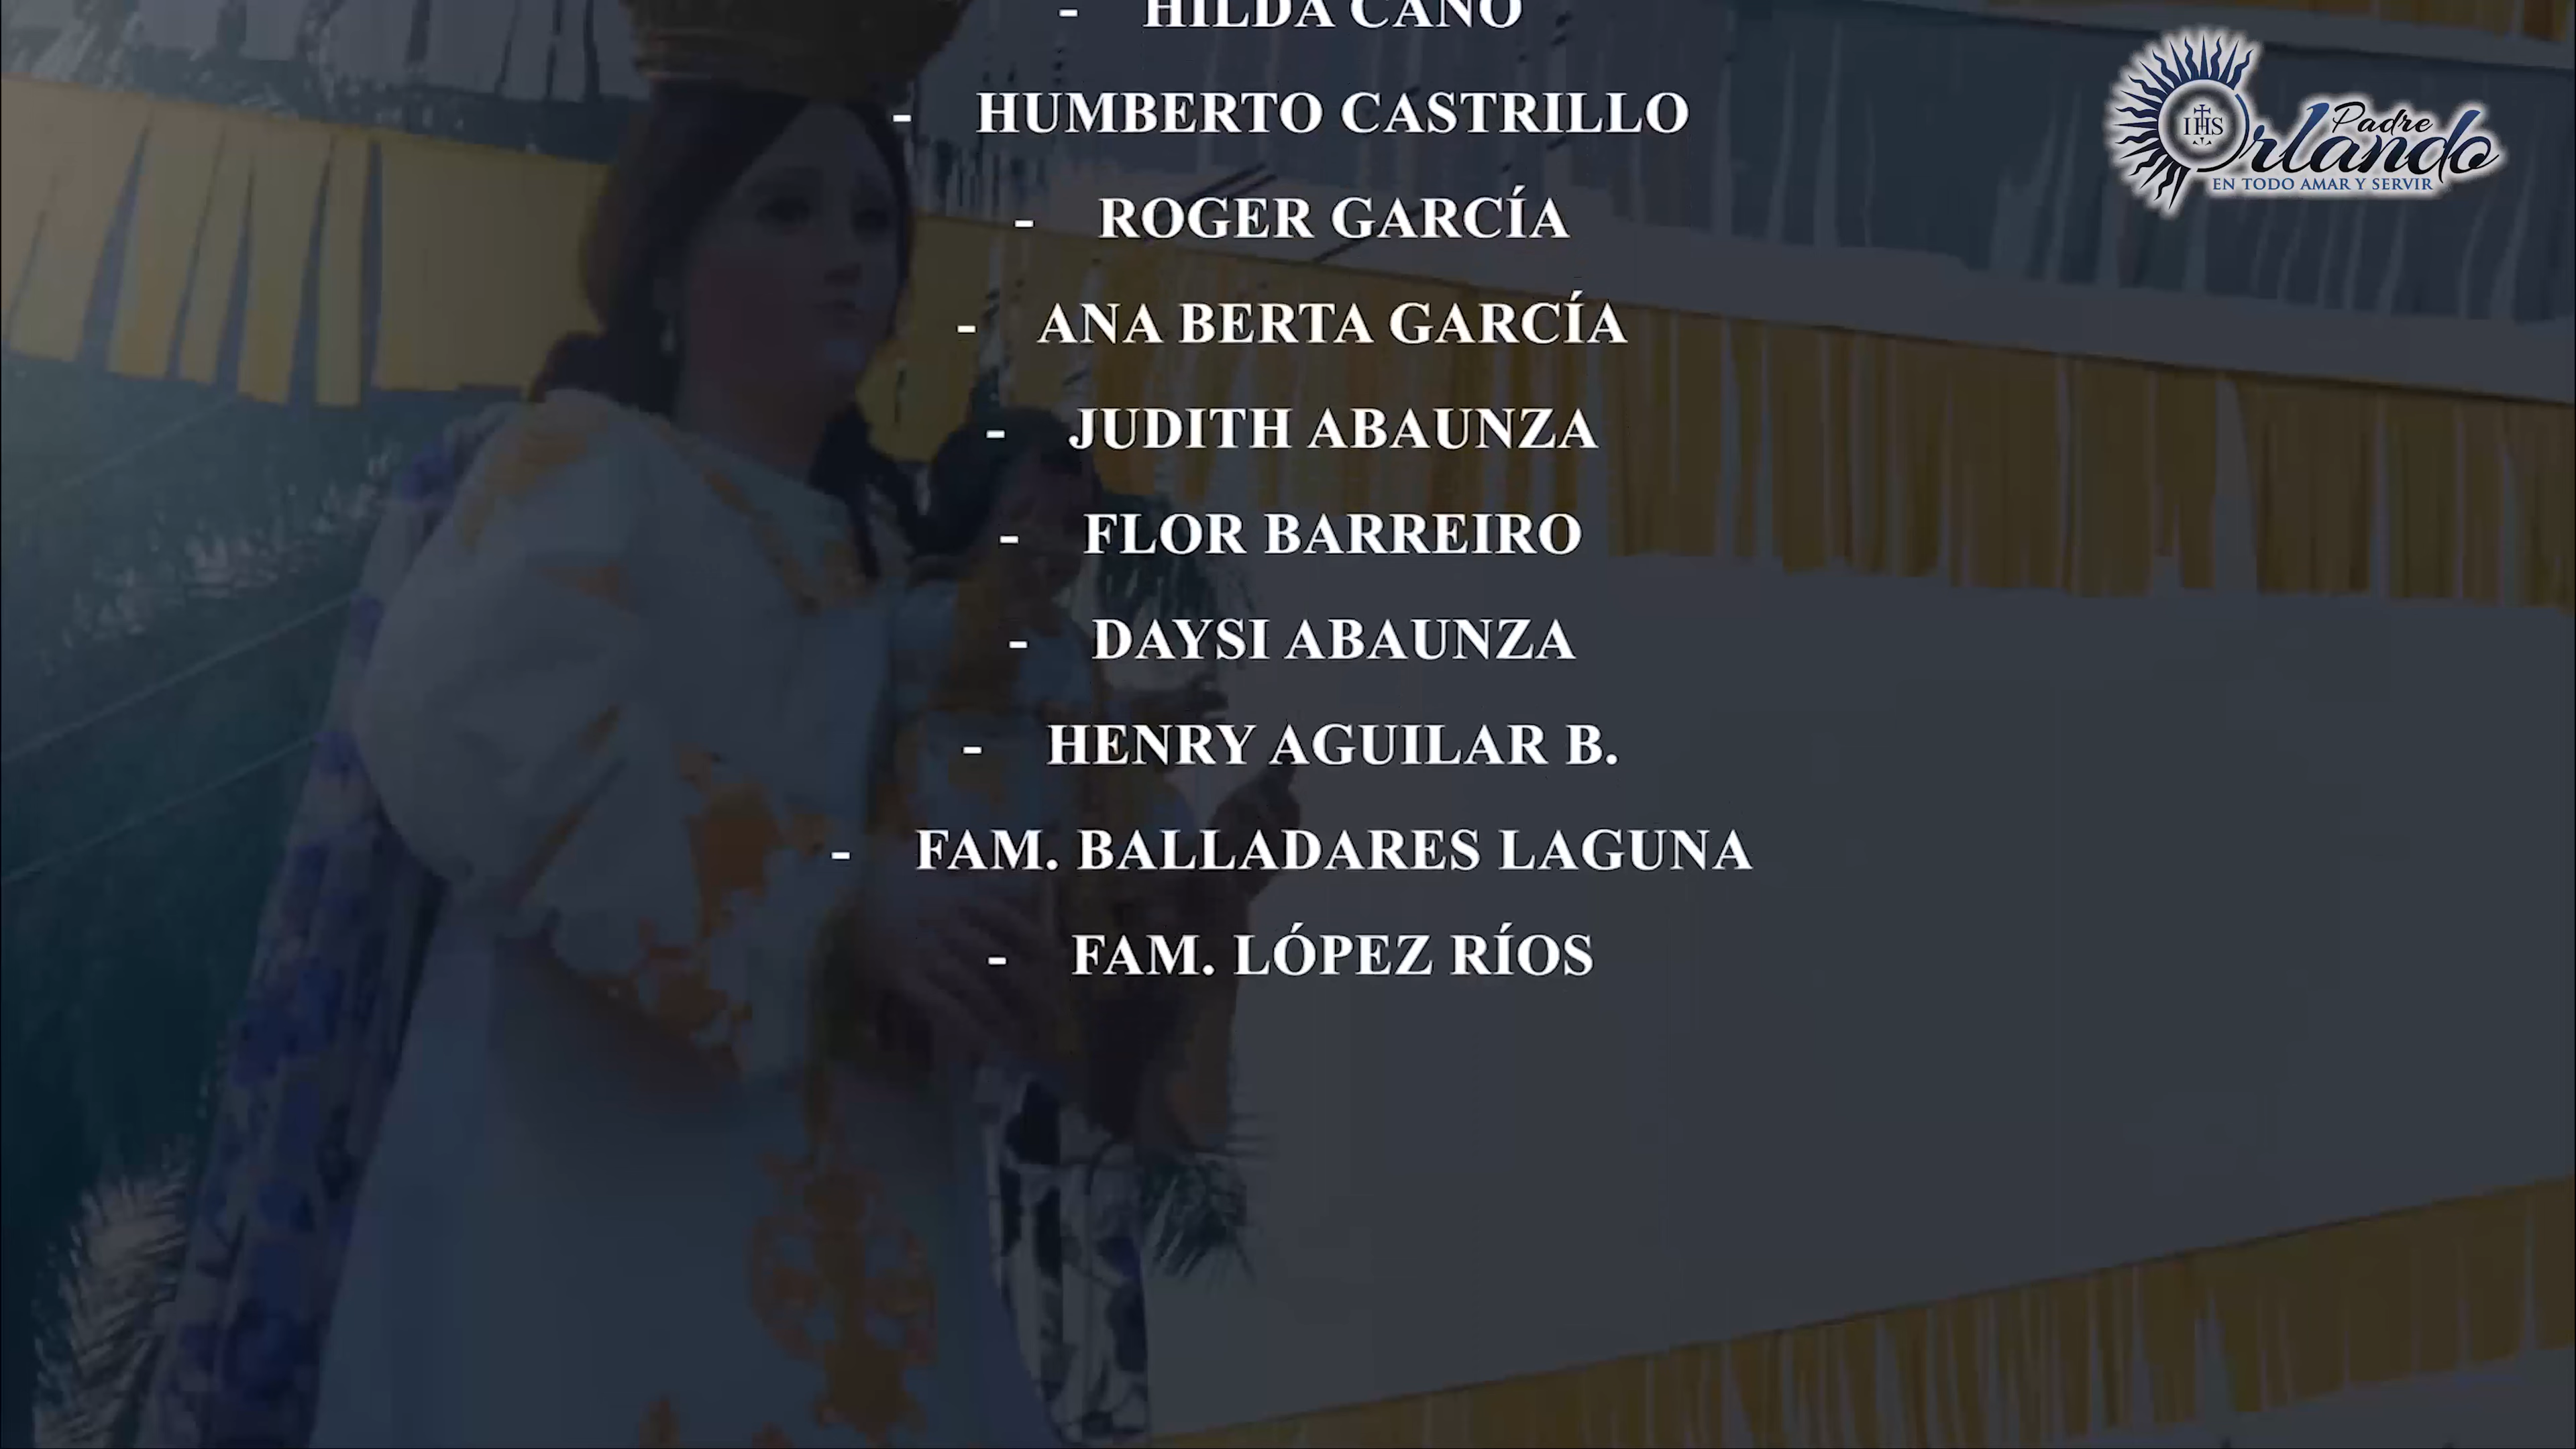 - HILDA CANO
- HUMBERTO CASTRILLO
- ROGER GARCÍA
- ANA BERTA GARCÍA
- JUDITH ABAUNZA
- FLOR BARREIRO
- DAYSI ABAUNZA
- HENRY AGUILAR B.
- FAM. BALLADARES LAGUNA
- FAM. LÓPEZ RÍOS
IHS
Padre
Orlando
EN TODO AMAR Y SERVIR